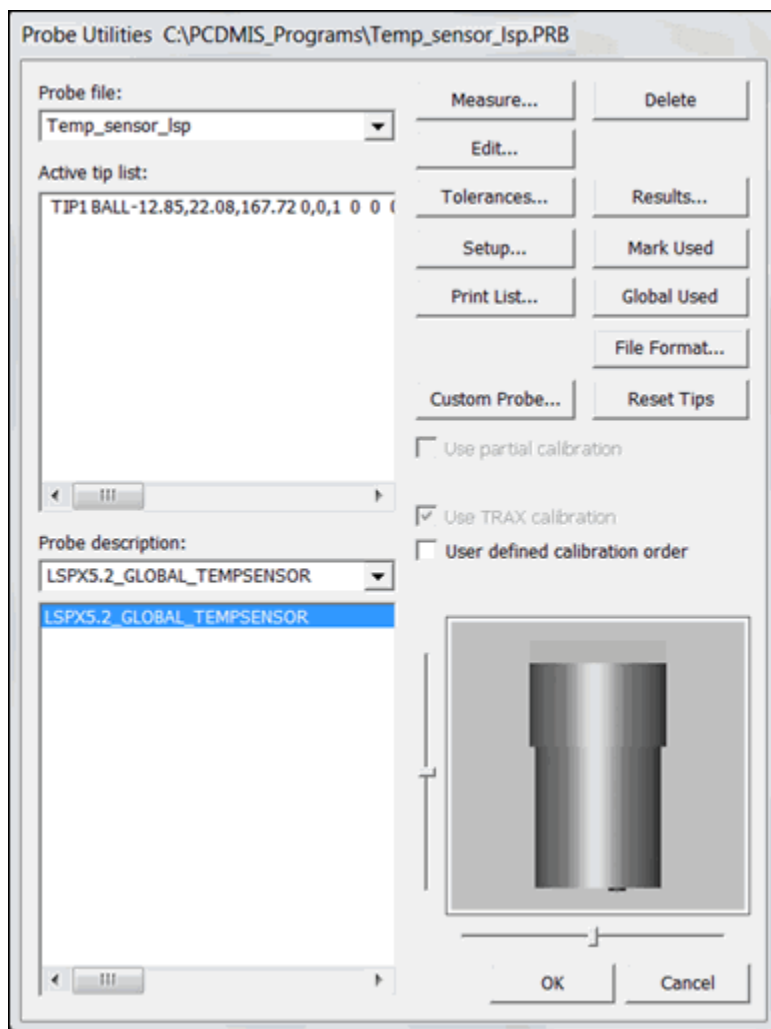 Probe Utilities C:\PCDMIS_Programs\Temp_sensor_lsp.PRB
Probe file:
Temp_sensor_lsp
Active tip list:
TIP1 BALL-12.85,22.08,167.72 0,0,1 0 0
Measure...
Delete
Edit...
Tolerances...
Results...
Setup...
Mark Used
Print List...
Global Used
File Format...
Custom Probe...
Reset Tips
Use partial calibration
Use TRAX calibration
User defined calibration order
Probe description:
LSPX5.2_GLOBAL_TEMPSENSOR
LSPX5.2_GLOBAL_TEMPSENSOR
OK
Cancel